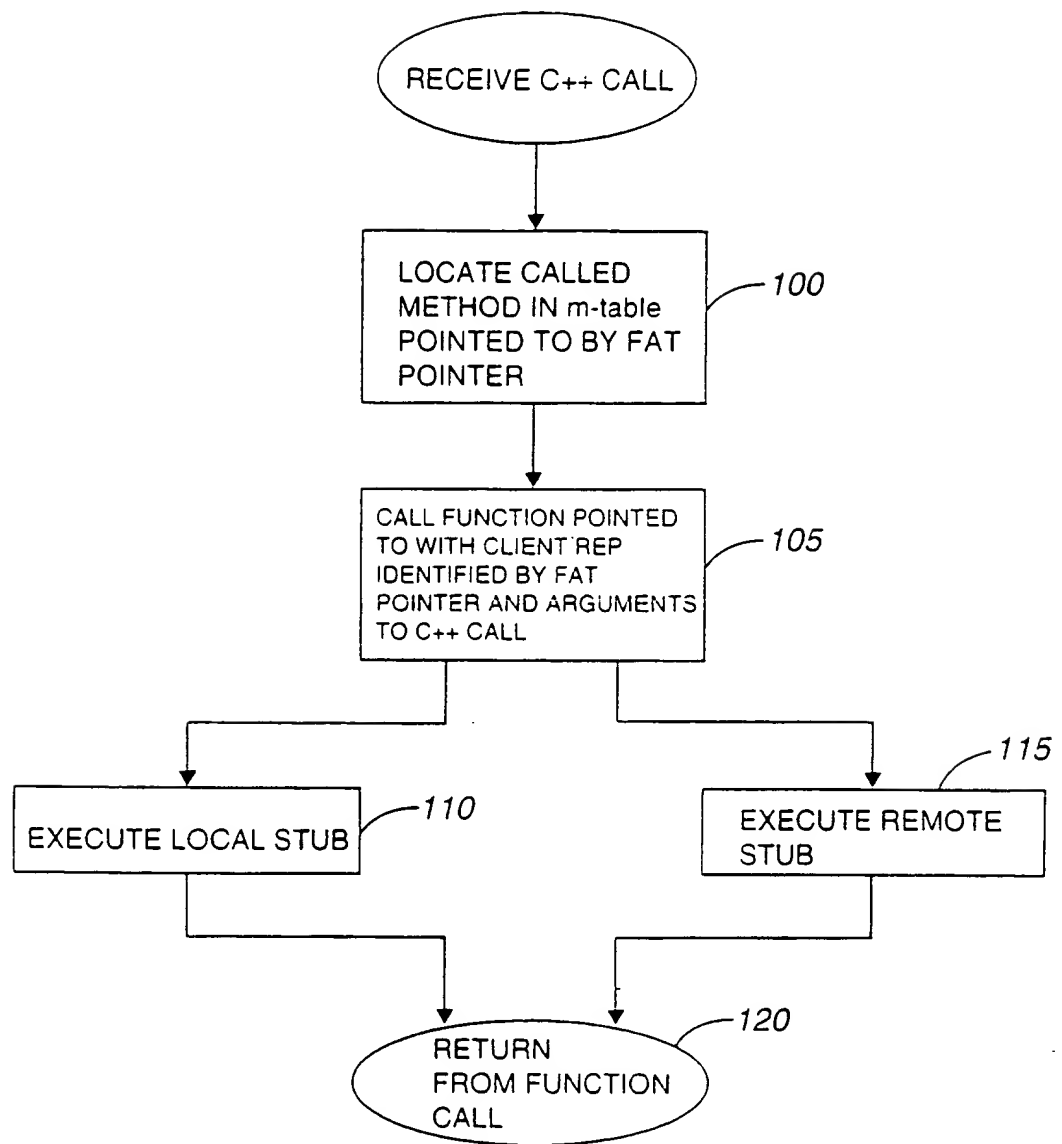 RECEIVE C++ CALL
LOCATE CALLED
METHOD IN m-table
POINTED TO BY FAT
POINTER
100
CALL FUNCTION POINTED
TO WITH CLIENT REP
IDENTIFIED BY FAT
POINTER AND ARGUMENTS
TO C++ CALL
105
EXECUTE LOCAL STUB
110
EXECUTE REMOTE
STUB
115
RETURN
FROM FUNCTION
CALL
120